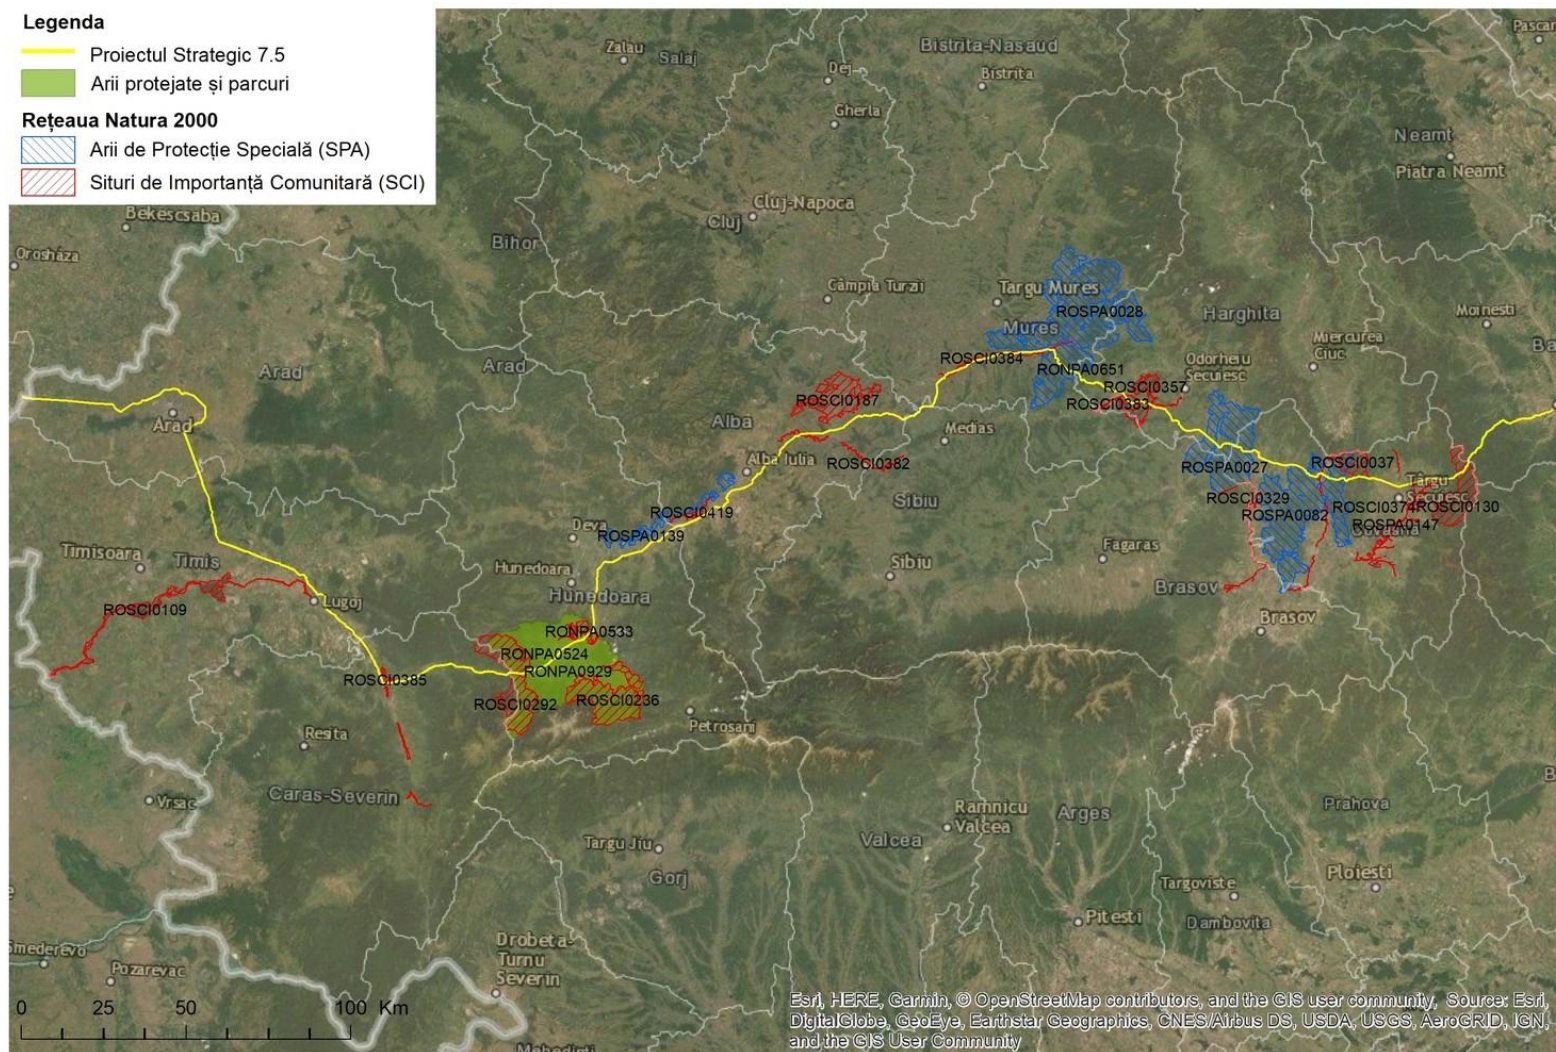 Legenda
Proiectul Strategic 7.5
Arii protejate și parcuri
Rețeaua Natura 2000
Arii de Protecție Specială (SPA)
Situri de Importanță Comunitară (SCI)
Zalau
Salaj
Bistrita-Nasaud
Dej
Bistrita
Gherla
Neamt
Piatra Neamt
Bekescsaba
Cluj-Napoca
Cluj
Bihor
Orosháza
Câmpia Turzii
Targu Mures
ROSPA0028
Harghita
Moinesti
Mures
Miercurea
Ciuc
ROSCI0384
Odorheiu
Secuiesc
Arad
Arad
RONPA0651
ROSCI0357
ROSCI0187
ROSCI0383
Arad
Alba
Medias
Alba Iulia
ROSCI0382
ROSPA0027
ROSCI0037
Târgu
Secuiesc
Sibiu
ROSCI0329
ROSCI0419
ROSPA0082
ROSCI0374
ROSCI0130
ROSPA0147
Deva
ROSPA0139
Timisoara
Timis
Fagaras
Hunedoara
Sibiu
Brasov
Hunedoara
Lugoj
ROSCI0109
Brasov
RONPA0533
RONPA0524
RONPA0929
ROSCI0385
ROSCI0292
ROSCI0236
Petrosani
Resita
Caras-Severin
Vrsac
Ramnicu
Valcea
Arges
Prahova
Targu Jiu
Valcea
Gorj
Ploiesti
Targoviste
Pitesti
Dambovita
Drobeta-
Turnu
Severin
Smederevo
Pozarevac
0 25 50 100 Km
Esri, HERE, Garmin, © OpenStreetMap contributors, and the GIS user community, Source: Esri,
DigitalGlobe, GeoEye, Earthstar Geographics, CNES/Airbus DS, USDA, USGS, AeroGRID, IGN,
and the GIS User Community